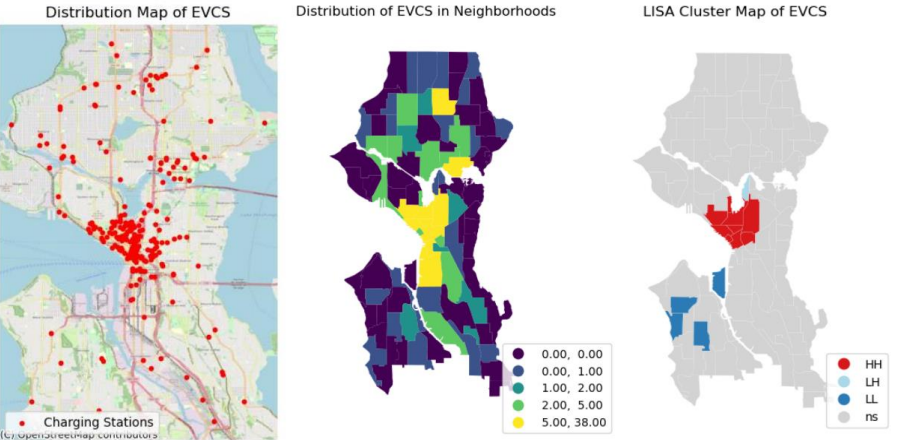 Distribution Map of EVCS
Distribution of EVCS in Neighborhoods
LISA Cluster Map of EVCS
0.00, 0.00
0.00, 1.00
1.00, 2.00
2.00, 5.00
5.00, 38.00
HH
LH
LL
ns
Charging Stations
(C) OpenStreetMap contributors